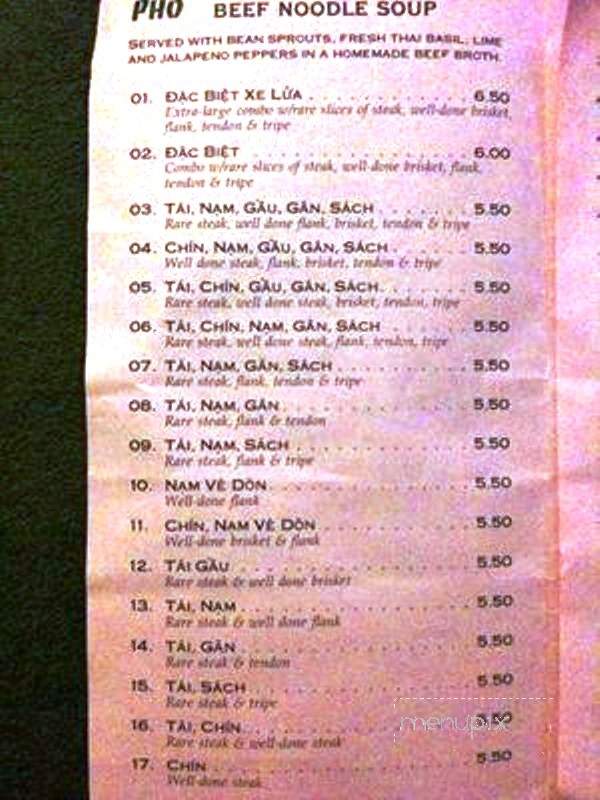 PHO BEEF NOODLE SOUP
SERVED WITH BEAN SPROUTS, FRESH THAI BASIL, LIME
AND JALAPENO PEPPERS IN A HOMEMADE BEEF BROTH.
01. ĐẶC BIỆT XE LỬA . . . . . . . . . . . . . 6.50
Extra-large combo w/rare slices of steak, well-done brisket,
flank, tendon & tripe
02. ĐẶC BIỆT . . . . . . . . . . . . . . . . . 6.00
Combo w/rare slices of steak, well-done brisket, flank,
tendon & tripe
03. TÁI, NẠM, GẦU, GÂN, SÁCH . . . . . . . 5.50
Rare steak, well done flank, brisket, tendon & tripe
04. CHÍN, NẠM, GẦU, GÂN, SÁCH . . . . . . 5.50
Well done steak, flank, brisket, tendon & tripe
05. TÁI, CHÍN, GẦU, GÂN, SÁCH . . . . . . . 5.50
Rare steak, well done steak, brisket, tendon, tripe
06. TÁI, CHÍN, NẠM, GÂN, SÁCH . . . . . . 5.50
Rare steak, well done steak, flank, tendon, tripe
07. TÁI, NẠM, GÂN, SÁCH . . . . . . . . . . 5.50
Rare steak, flank, tendon & tripe
08. TÁI, NẠM, GÂN . . . . . . . . . . . . . . 5.50
Rare steak, flank & tendon
09. TÁI, NẠM, SÁCH . . . . . . . . . . . . . 5.50
Rare steak, flank & tripe
10. NẠM VÈ DÒN . . . . . . . . . . . . . . . 5.50
Well-done flank
11. CHÍN, NẠM VÈ DÒN . . . . . . . . . . . 5.50
Well-done brisket & flank
12. TÁI GẦU . . . . . . . . . . . . . . . . . . 5.50
Rare steak & well done brisket
13. TÁI, NẠM . . . . . . . . . . . . . . . . . 5.50
Rare steak & well done flank
14. TÁI, GÂN . . . . . . . . . . . . . . . . . 5.50
Rare steak & tendon
15. TÁI, SÁCH . . . . . . . . . . . . . . . . 5.50
Rare steak & tripe
16. TÁI, CHÍN . . . . . . . . . . . . . . . .
Rare steak & well-done steak
menupix
17. CHÍN . . . . . . . . . . . . . . . . . . . 5.50
Well-done steak